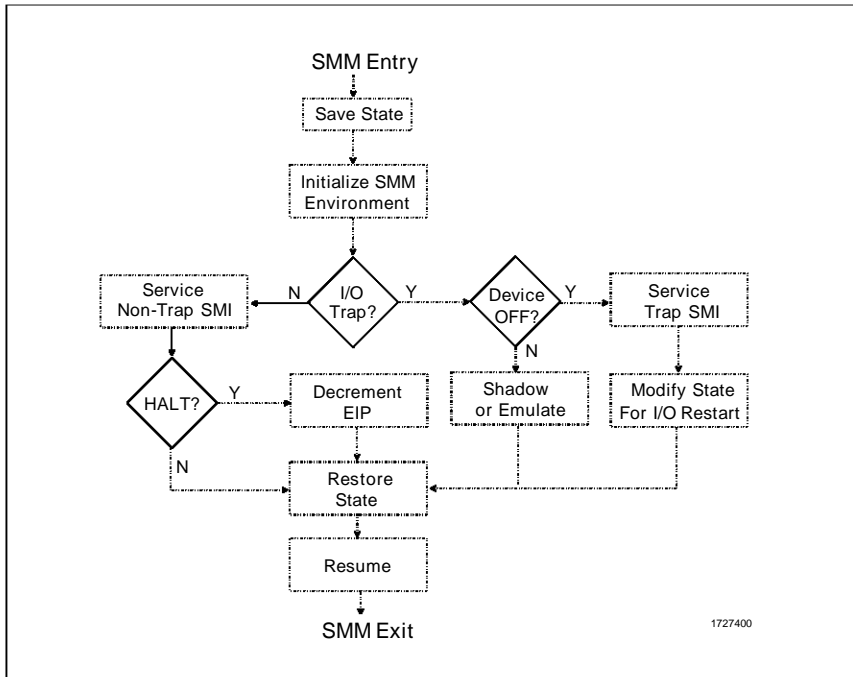 SMM Entry
Save State
Initialize SMM
Environment
I/O
Trap?
N
Y
Device
OFF?
Y
N
Service
Non-Trap SMI
Service
Trap SMI
HALT?
Y
N
Decrement
EIP
Shadow
or Emulate
Modify State
For I/O Restart
Restore
State
Resume
SMM Exit
1727400